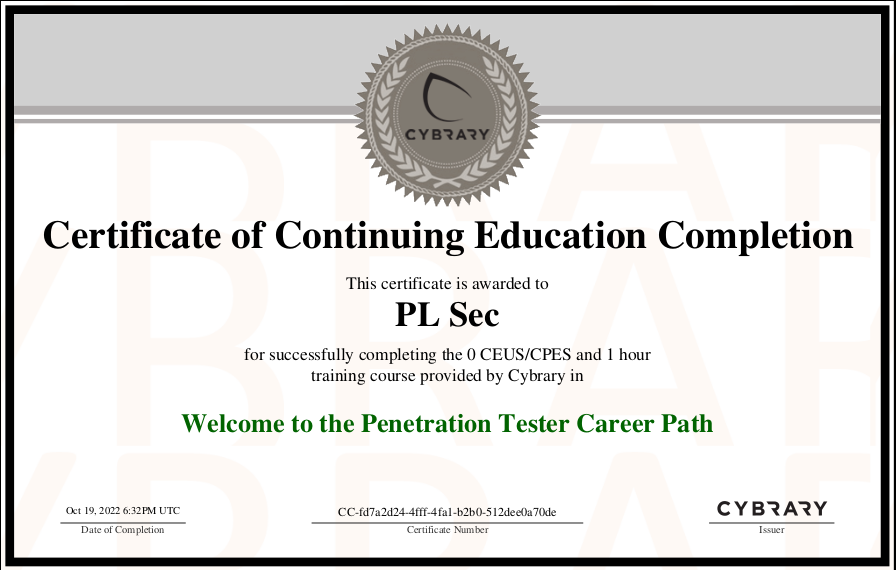 CYBRARY
Certificate of Continuing Education Completion
This certificate is awarded to
PL Sec
for successfully completing the 0 CEUS/CPES and 1 hour
training course provided by Cybrary in
Welcome to the Penetration Tester Career Path
Oct 19, 2022 6:32PM UTC
Date of Completion
CC-fd7a2d24-4fff-4fa1-b2b0-512dee0a70de
Certificate Number
CYBRARY
Issuer